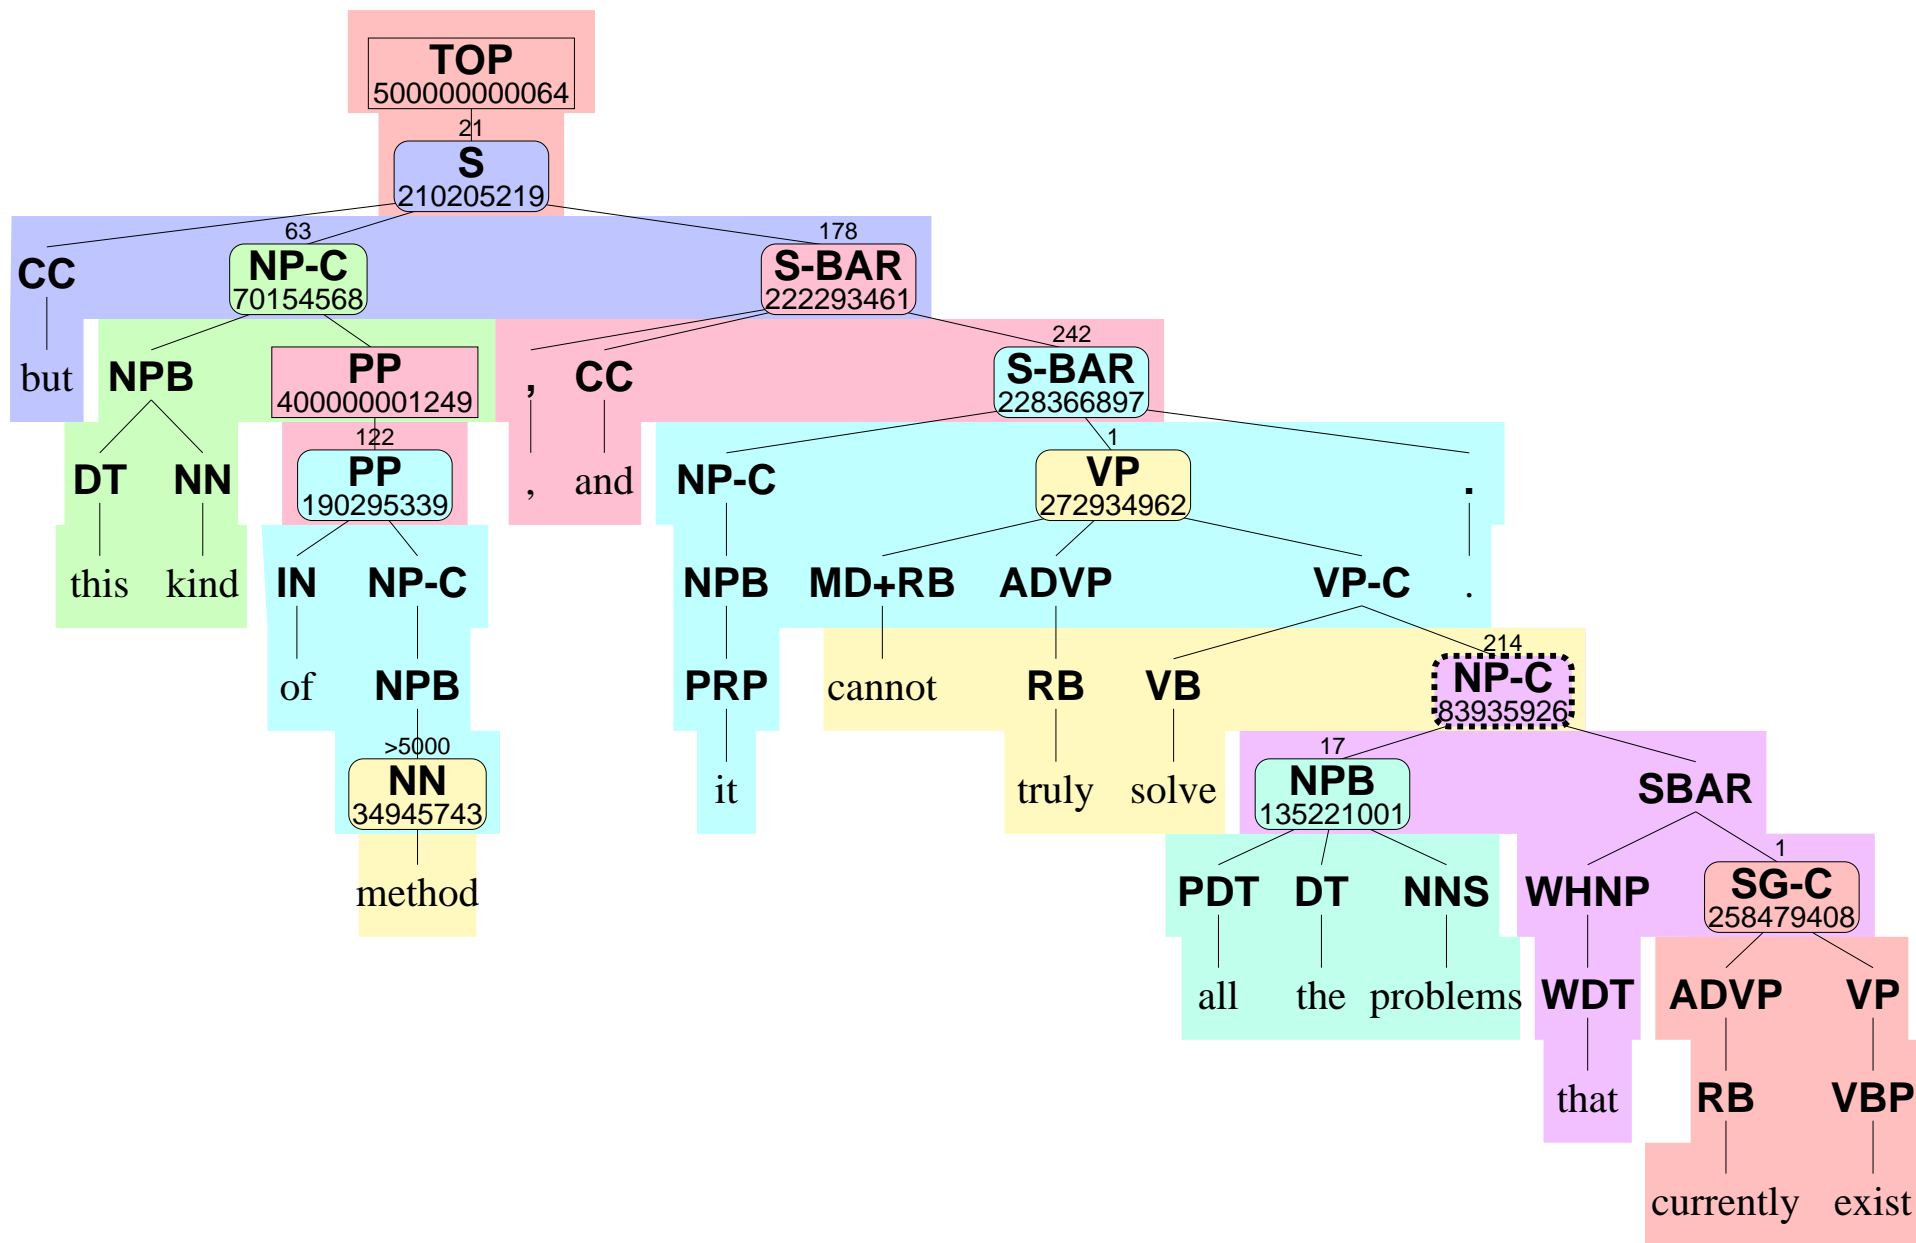 TOP
500000000064
21
S
210205219
63 178
CC NP-C S-BAR
70154568 222293461
242
but NPB PP , CC S-BAR
400000001249 228366897
122 1
DT NN PP , and NP-C VP .
190295339 272934962
this kind IN NP-C NPB MD+RB ADVP VP-C .
214
of NPB PRP cannot RB VB NP-C
83935926
>5000 17
NN it truly solve NPB SBAR
34945743 135221001
1
method PDT DT NNS WHNP SG-C
258479408
all the problems WDT ADVP VP
that RB VBP
currently exist